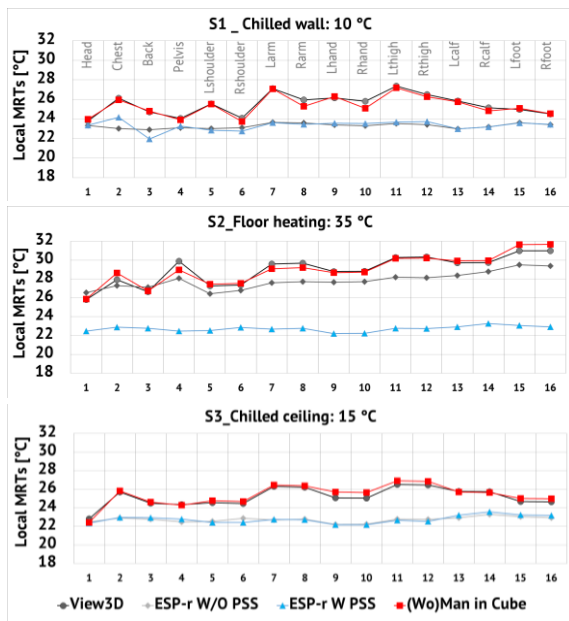 S1 _ Chilled wall: 10 °C
Local MRTs [°C]
32
30
28
26
24
22
20
18
Head
Chest
Back
Pelvis
Lshoulder
Rshoulder
Larm
Rarm
Lhand
Rhand
Lthigh
Rthigh
Lcalf
Rcalf
Lfoot
Rfoot
1 2 3 4 5 6 7 8 9 10 11 12 13 14 15 16
S2_Floor heating: 35 °C
Local MRTs [°C]
32
30
28
26
24
22
20
18
1 2 3 4 5 6 7 8 9 10 11 12 13 14 15 16
S3_Chilled ceiling: 15 °C
Local MRTs [°C]
32
30
28
26
24
22
20
18
1 2 3 4 5 6 7 8 9 10 11 12 13 14 15 16
View3D ESP-r W/O PSS ESP-r W PSS (Wo)Man in Cube